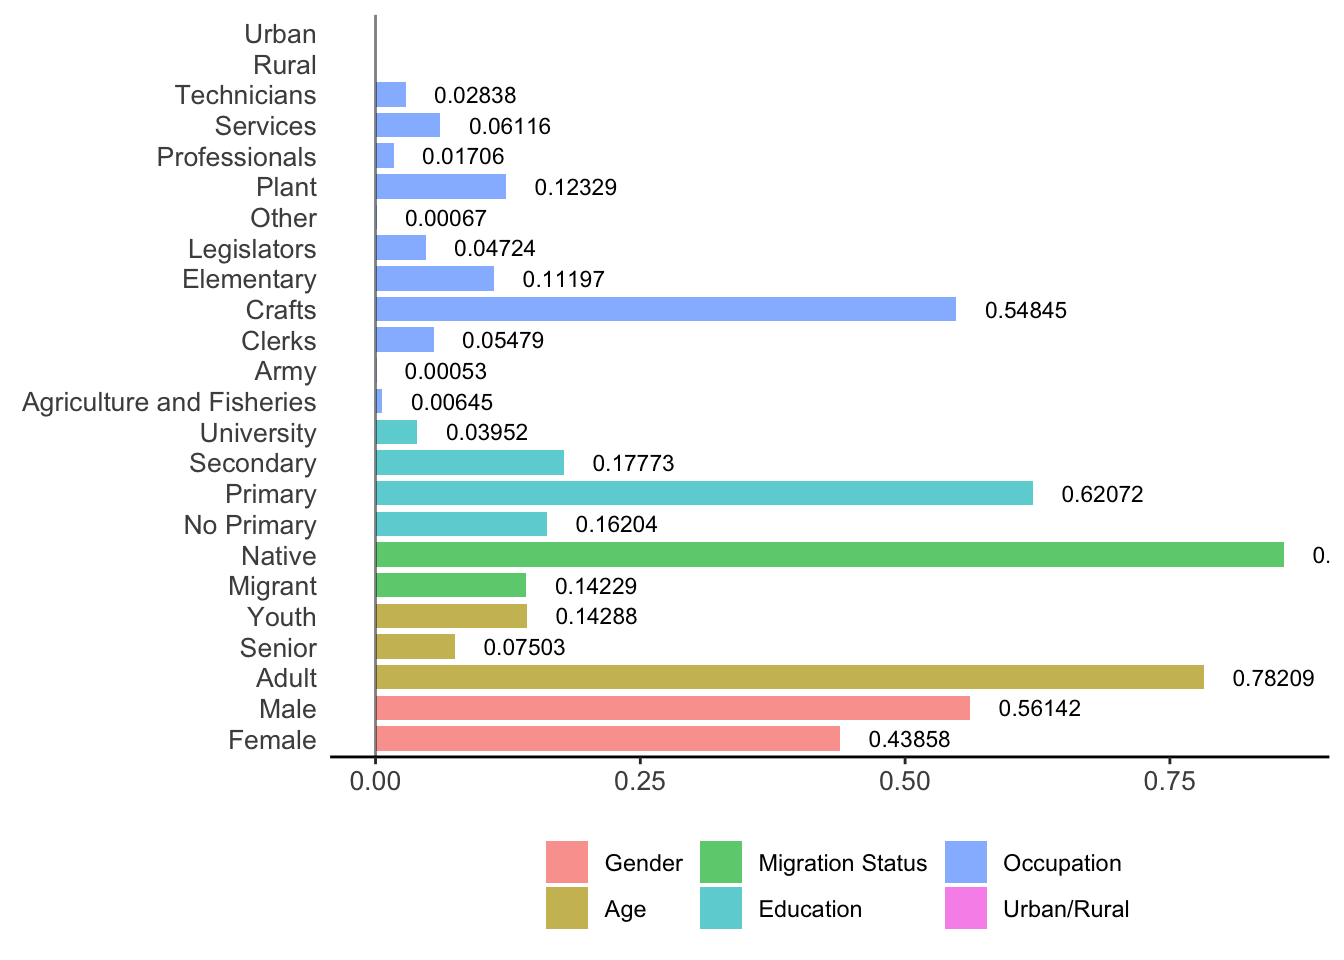 Urban
Rural
Technicians 0.02838
Services 0.06116
Professionals 0.01706
Plant 0.12329
Other 0.00067
Legislators 0.04724
Elementary 0.11197
Crafts 0.54845
Clerks 0.05479
Army 0.00053
Agriculture and Fisheries 0.00645
University 0.03952
Secondary 0.17773
Primary 0.62072
No Primary 0.16204
Native 0.
Migrant 0.14229
Youth 0.14288
Senior 0.07503
Adult 0.78209
Male 0.56142
Female 0.43858
0.00 0.25 0.50 0.75
Gender Migration Status Occupation
Age Education Urban/Rural